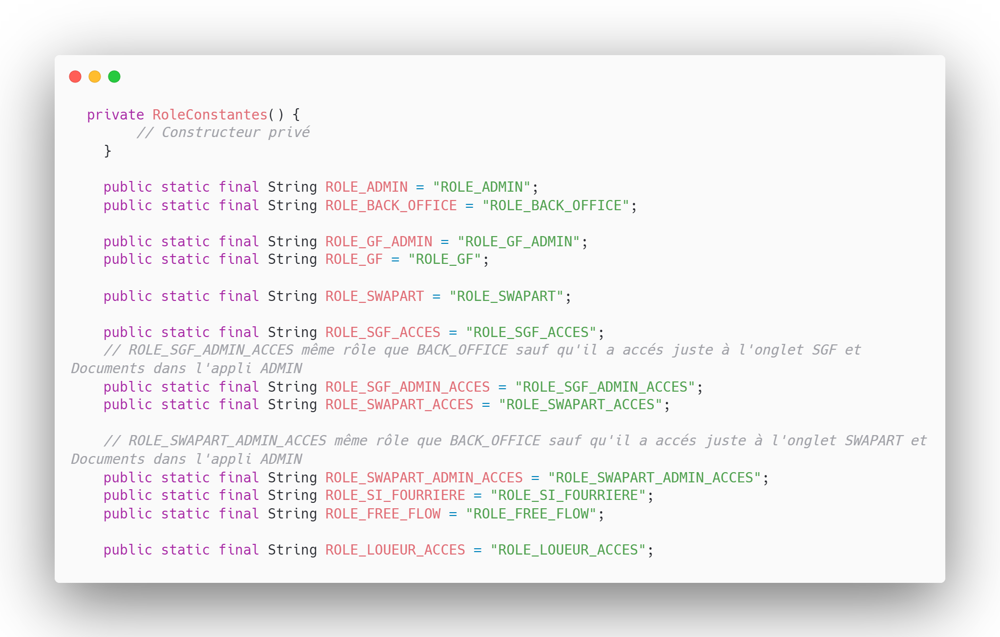 private RoleConstantes() {
// Constructeur privé
}
public static final String ROLE_ADMIN = "ROLE_ADMIN";
public static final String ROLE_BACK_OFFICE = "ROLE_BACK_OFFICE";
public static final String ROLE_GF_ADMIN = "ROLE_GF_ADMIN";
public static final String ROLE_GF = "ROLE_GF";
public static final String ROLE_SWAPART = "ROLE_SWAPART";
public static final String ROLE_SGF_ACCES = "ROLE_SGF_ACCES";
// ROLE_SGF_ADMIN_ACCES même rôle que BACK_OFFICE sauf qu'il a accés juste à l'onglet SGF et
Documents dans l'appli ADMIN
public static final String ROLE_SGF_ADMIN_ACCES = "ROLE_SGF_ADMIN_ACCES";
public static final String ROLE_SWAPART_ACCES = "ROLE_SWAPART_ACCES";
// ROLE_SWAPART_ADMIN_ACCES même rôle que BACK_OFFICE sauf qu'il a accés juste à l'onglet SWAPART et
Documents dans l'appli ADMIN
public static final String ROLE_SWAPART_ADMIN_ACCES = "ROLE_SWAPART_ADMIN_ACCES";
public static final String ROLE_SI_FOURRIERE = "ROLE_SI_FOURRIERE";
public static final String ROLE_FREE_FLOW = "ROLE_FREE_FLOW";
public static final String ROLE_LOUEUR_ACCES = "ROLE_LOUEUR_ACCES";